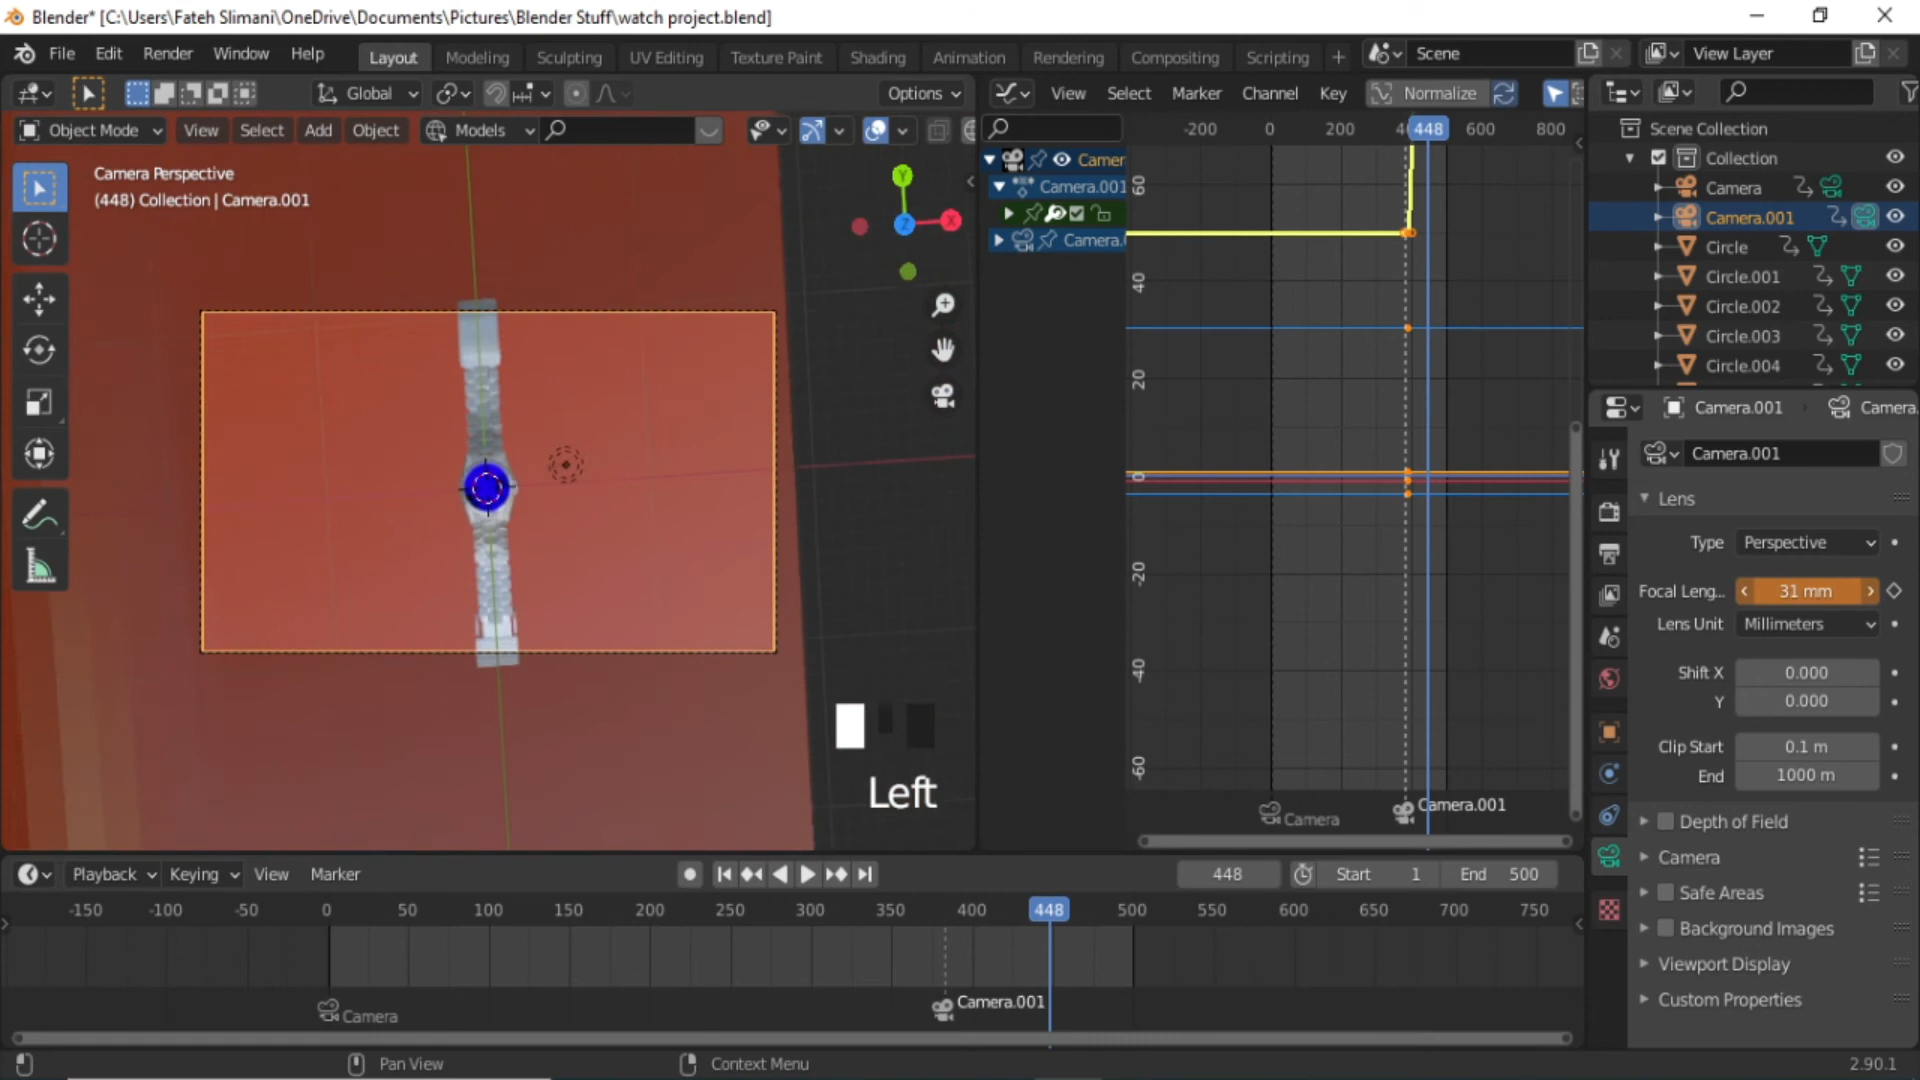 Blender* [C:\Users\Fateh Slimani\OneDrive\Documents\Pictures\Blender Stuff\watch project.blend]
File Edit Render Window Help Layout Modeling Sculpting UV Editing Texture Paint Shading Animation Rendering Compositing Scripting + Scene View Layer
Global Options View Select Marker Channel Key Normalize
Object Mode View Select Add Object Models -200 0 200 448 600 800 Scene Collection
Camera Perspective
(448) Collection | Camera.001
Collection
Camera
Camera.001
Circle
Circle.001
Circle.002
Circle.003
Circle.004
Y
X
Z
Camer
Camera.001
Camera.
60
40
20
0
-20
-40
-60
Camera Camera.001
Left
Camera.001 Camera.
Camera.001
Lens
Type Perspective
Focal Leng... 31 mm
Lens Unit Millimeters
Shift X 0.000
Y 0.000
Clip Start 0.1 m
End 1000 m
Depth of Field
Camera
Safe Areas
Background Images
Viewport Display
Custom Properties
Playback Keying View Marker 448 Start 1 End 500
-150 -100 -50 0 50 100 150 200 250 300 350 400 448 500 550 600 650 700 750
Camera Camera.001
Pan View Context Menu 2.90.1